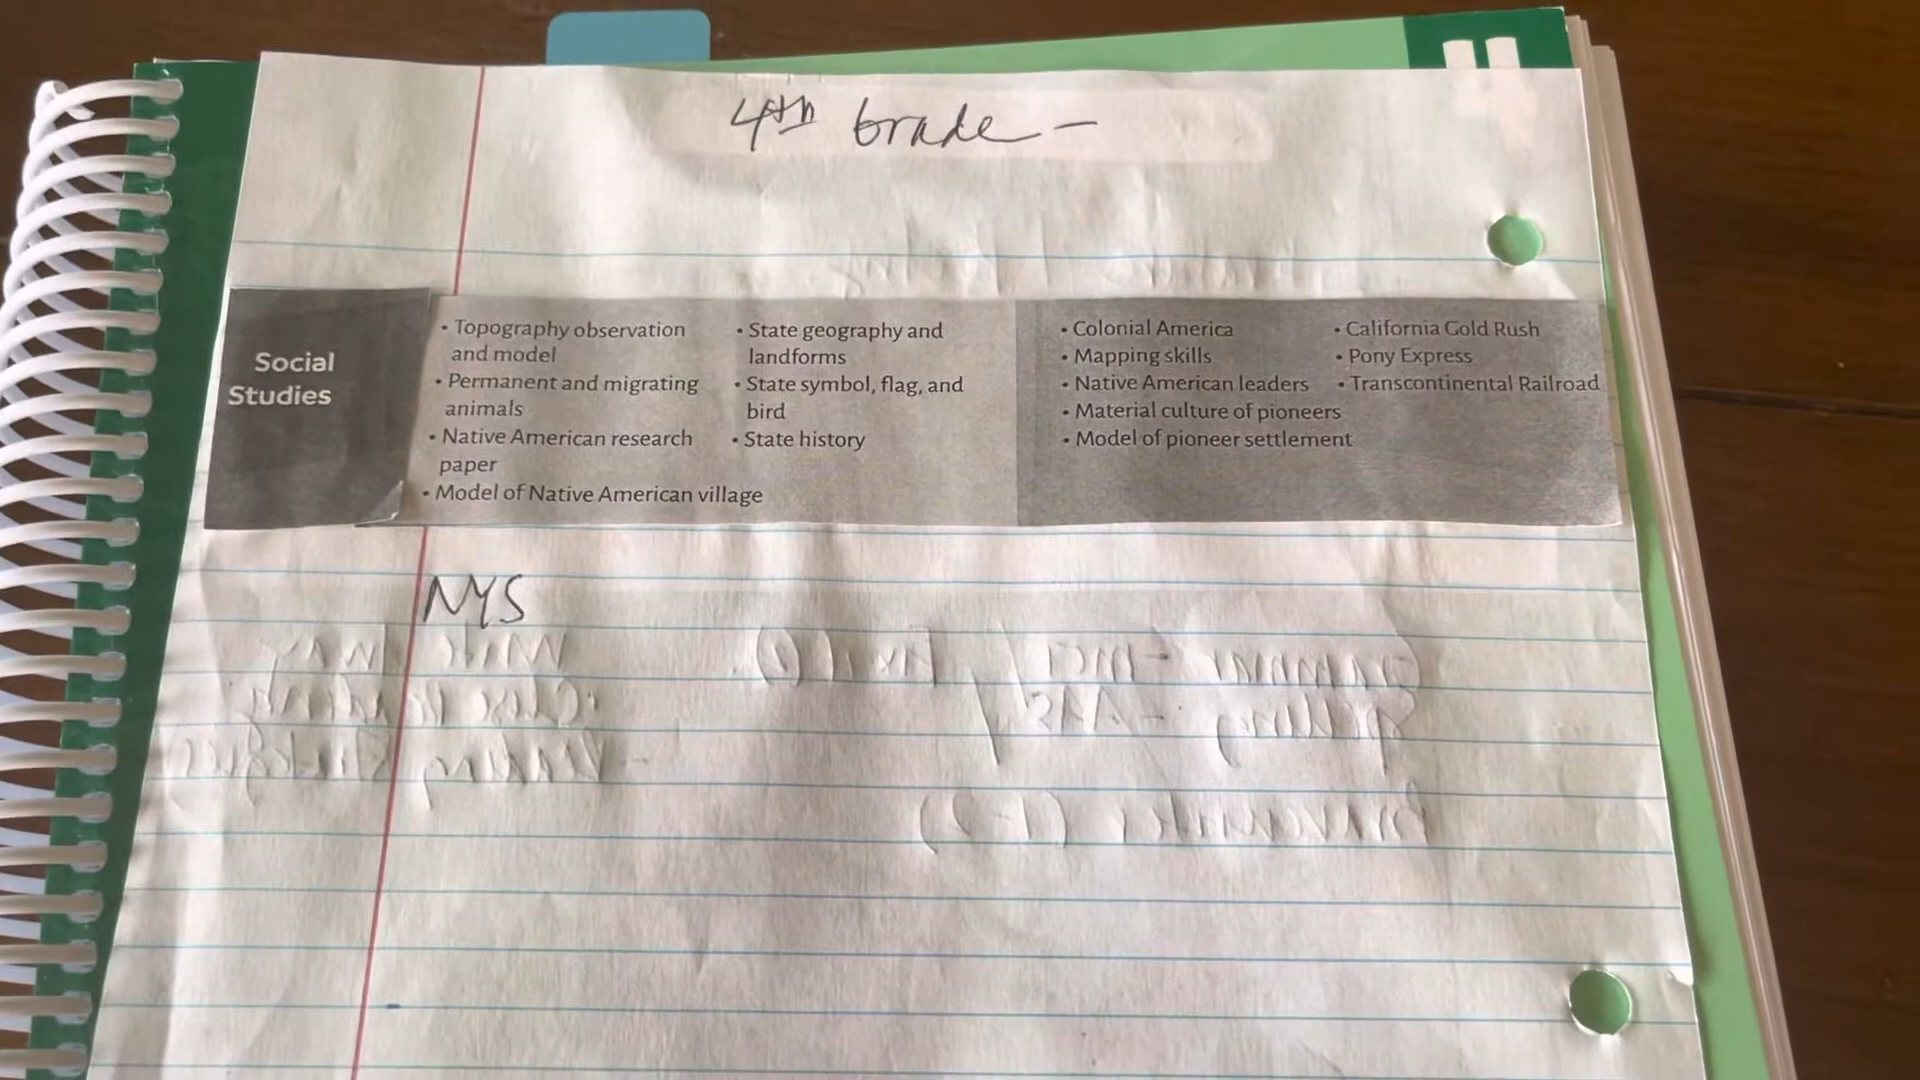 4th Grade -
Social
Studies
• Topography observation
and model
• Permanent and migrating
animals
• Native American research
paper
• Model of Native American village
• State geography and
landforms
• State symbol, flag, and
bird
• State history
• Colonial America
• Mapping skills
• Native American leaders
• Material culture of pioneers
• Model of pioneer settlement
• California Gold Rush
• Pony Express
• Transcontinental Railroad
NYS